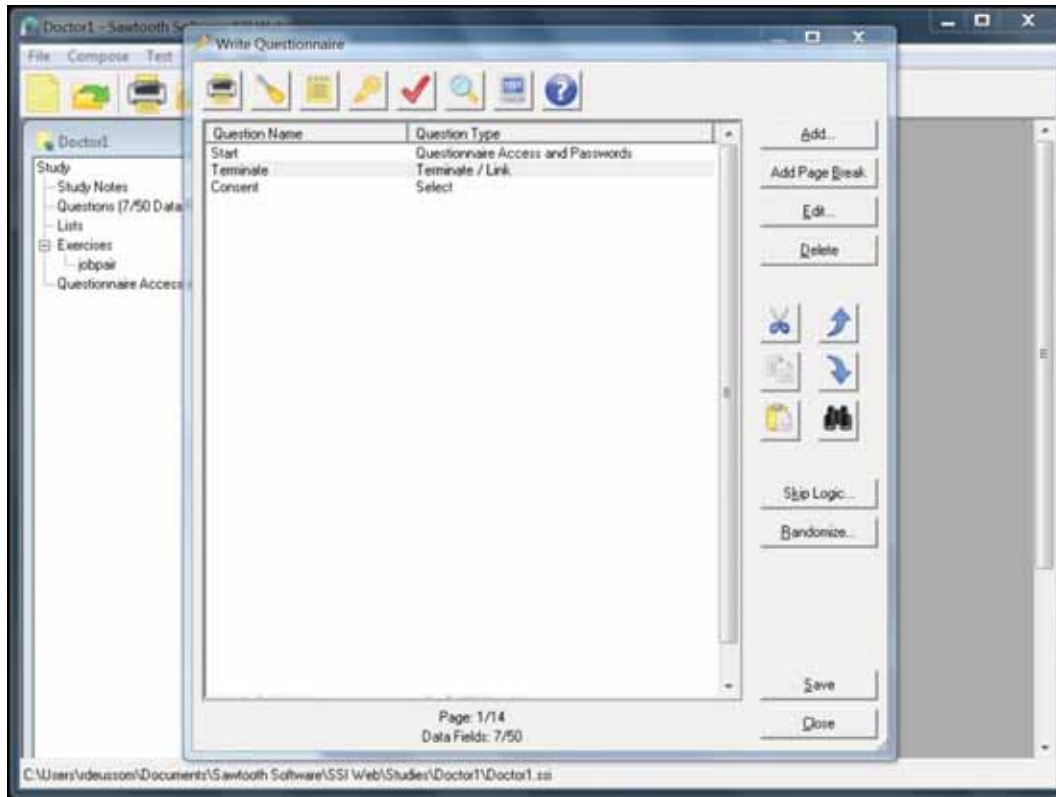 Doctor1 - Sawtooth
Write Questionnaire
File Compose Test
Doctor1
Study
Study Notes
Questions (7/50 Data
Lists
Exercises
jobpair
Questionnaire Access
Question Name Question Type
Start Questionnaire Access and Passwords
Terminate Terminate / Link
Consent Select
Add...
Add Page Break
Edit...
Delete
Skip Logic...
Randomize...
Save
Close
Page: 1/14
Data Fields: 7/50
C:\Users\vdeusson\Documents\Sawtooth Software\SSI Web\Studies\Doctor1\Doctor1.ssi